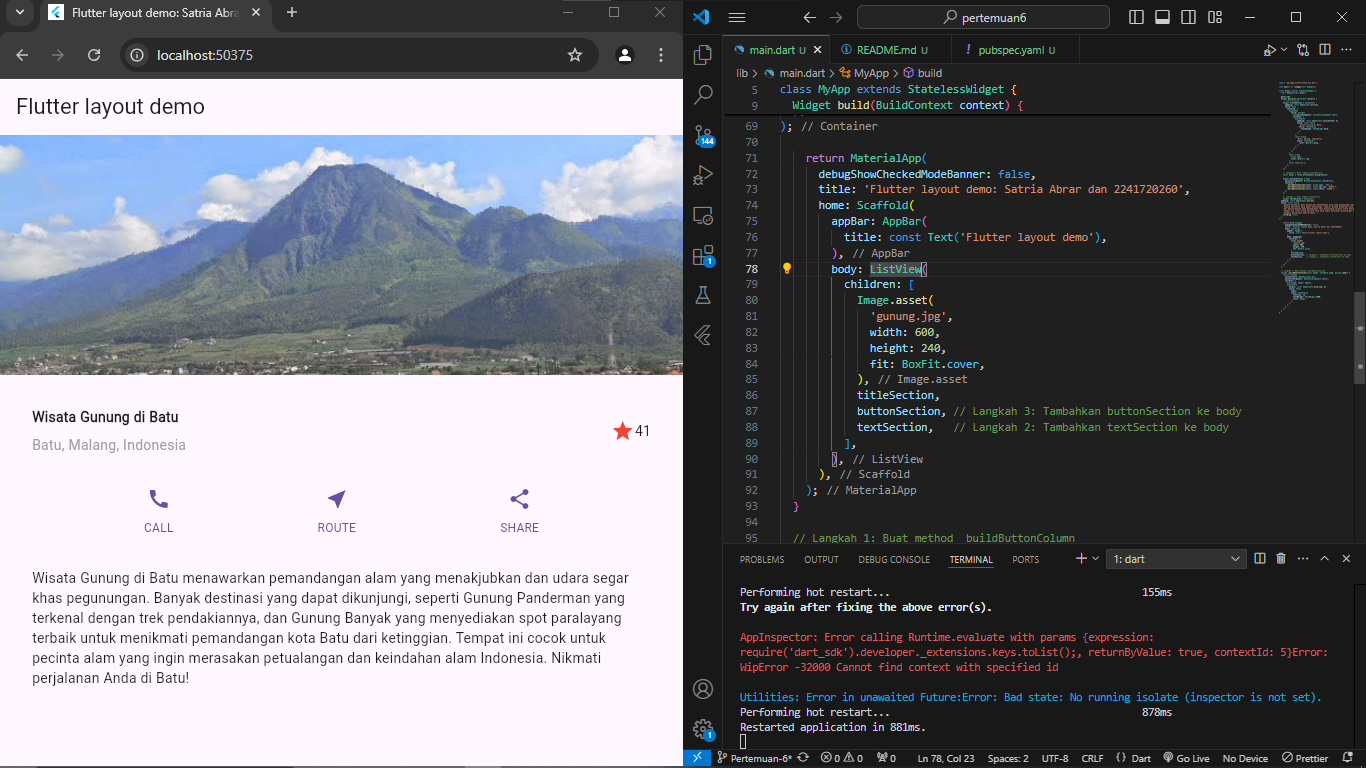 Flutter layout demo: Satria Abra
localhost:50375
Flutter layout demo
Wisata Gunung di Batu
Batu, Malang, Indonesia
41
CALL
ROUTE
SHARE
Wisata Gunung di Batu menawarkan pemandangan alam yang menakjubkan dan udara segar
khas pegunungan. Banyak destinasi yang dapat dikunjungi, seperti Gunung Panderman yang
terkenal dengan trek pendakiannya, dan Gunung Banyak yang menyediakan spot paralayang
terbaik untuk menikmati pemandangan kota Batu dari ketinggian. Tempat ini cocok untuk
pecinta alam yang ingin merasakan petualangan dan keindahan alam Indonesia. Nikmati
perjalanan Anda di Batu!
pertemuan6
main.dart U
README.md U
pubspec.yaml U
lib > main.dart > MyApp > build
5 class MyApp extends StatelessWidget {
9 Widget build(BuildContext context) {
69 ); // Container
70
71 return MaterialApp(
72 debugShowCheckedModeBanner: false,
73 title: 'Flutter layout demo: Satria Abrar dan 2241720260',
74 home: Scaffold(
75 appBar: AppBar(
76 title: const Text('Flutter layout demo'),
77 ), // AppBar
78 body: ListView(
79 children: [
80 Image.asset(
81 'gunung.jpg',
82 width: 600,
83 height: 240,
84 fit: BoxFit.cover,
85 ), // Image.asset
86 titleSection,
87 buttonSection, // Langkah 3: Tambahkan buttonSection ke body
88 textSection, // Langkah 2: Tambahkan textSection ke body
89 ],
90 ), // ListView
91 ), // Scaffold
92 ); // MaterialApp
93 }
94
95 // Langkah 1: Buat method _buildButtonColumn
144
1
1
PROBLEMS OUTPUT DEBUG CONSOLE TERMINAL PORTS
1: dart
Performing hot restart... 155ms
Try again after fixing the above error(s).
AppInspector: Error calling Runtime.evaluate with params {expression:
require('dart_sdk').developer._extensions.keys.toList();, returnByValue: true, contextId: 5}Error:
WipError -32000 Cannot find context with specified id
Utilities: Error in unawaited Future:Error: Bad state: No running isolate (inspector is not set).
Performing hot restart... 878ms
Restarted application in 881ms.
Pertemuan-6* 0 0 0 Ln 78, Col 23 Spaces: 2 UTF-8 CRLF {} Dart Go Live No Device Prettier